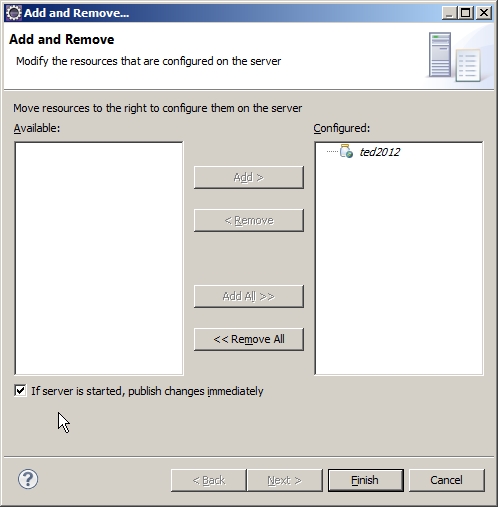 Add and Remove...
Add and Remove
Modify the resources that are configured on the server
Move resources to the right to configure them on the server
Available:
Configured:
ted2012
Add >
< Remove
Add All >>
<< Remove All
If server is started, publish changes immediately
?
< Back
Next >
Finish
Cancel